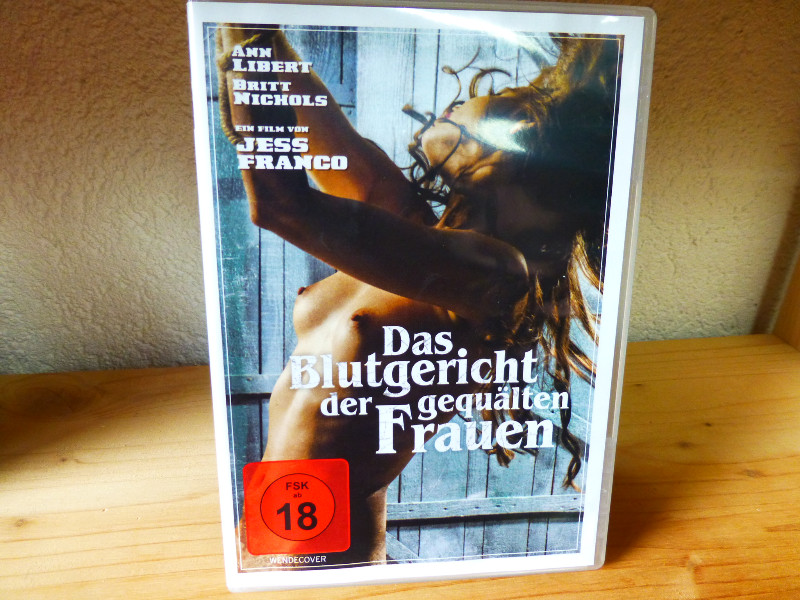 ANN
LIBERT
BRITT
NICHOLS
EIN FILM VON
JESS
FRANCO
Das
Blutgericht
der gequälten
Frauen
FSK
ab
18
WENDECOVER